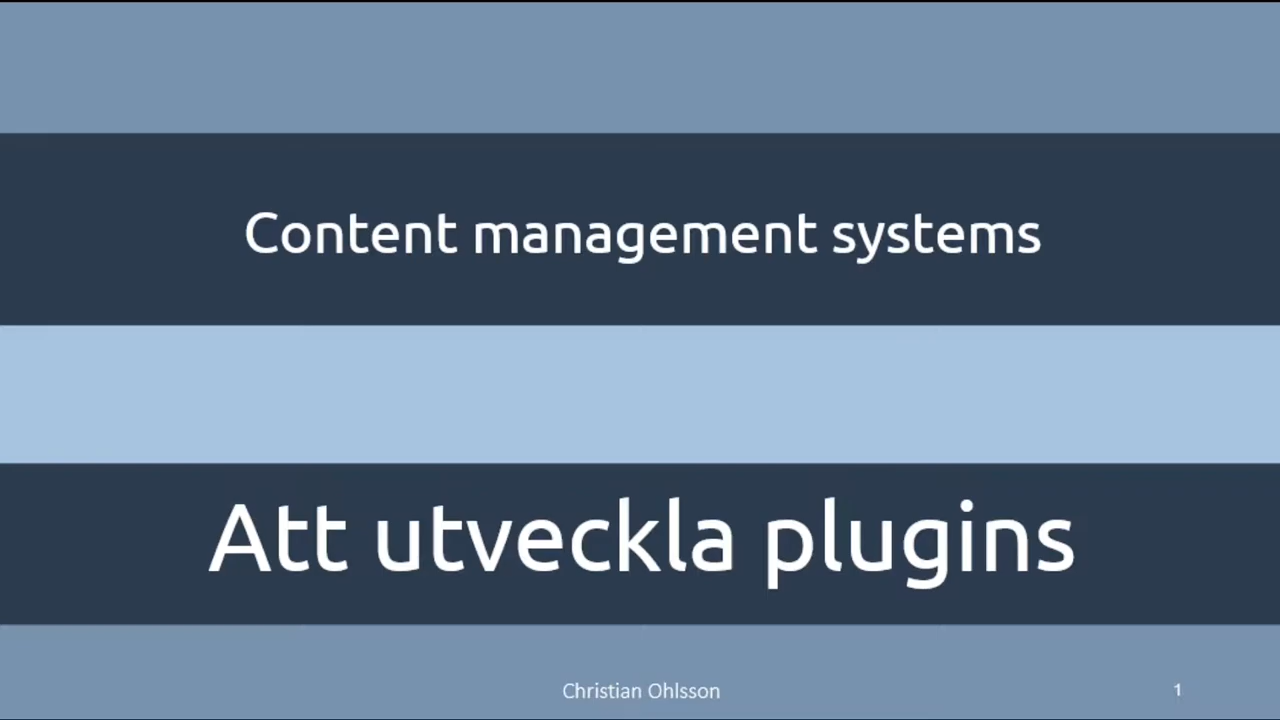 Content management systems
Att utveckla plugins
Christian Ohlsson
1